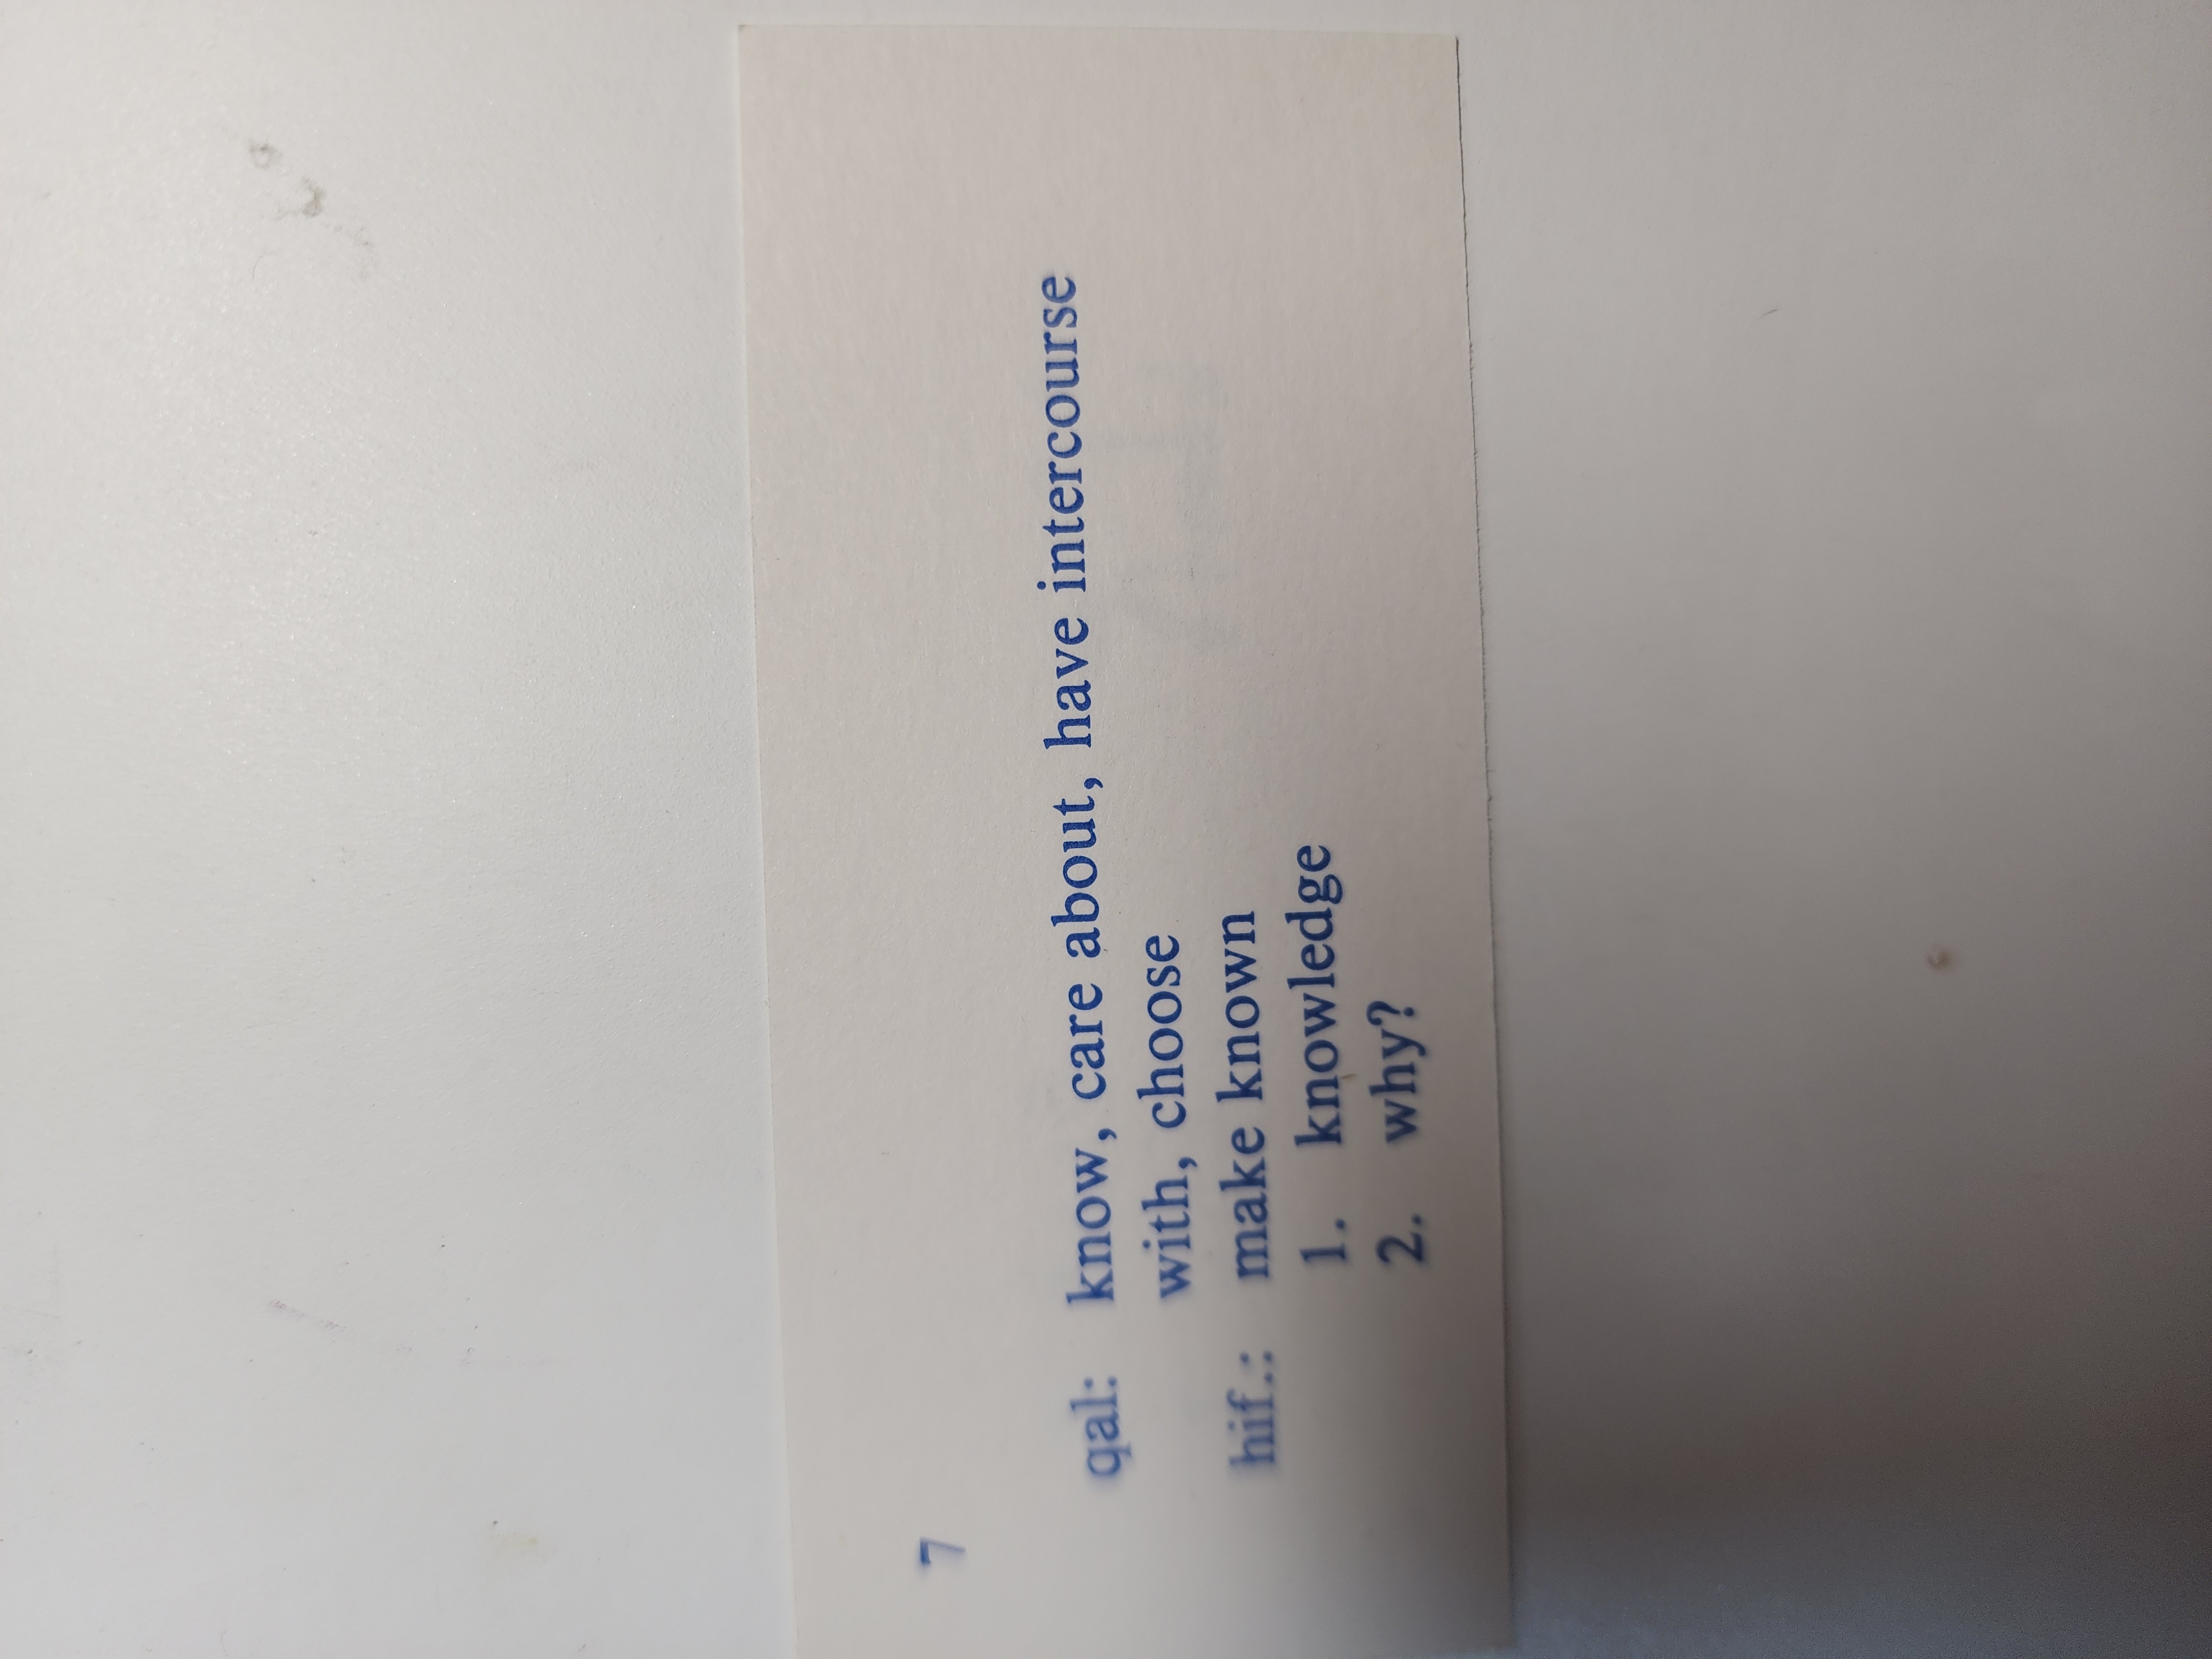 7
qal: know, care about, have intercourse
with, choose
hif.: make known
1. knowledge
2. why?